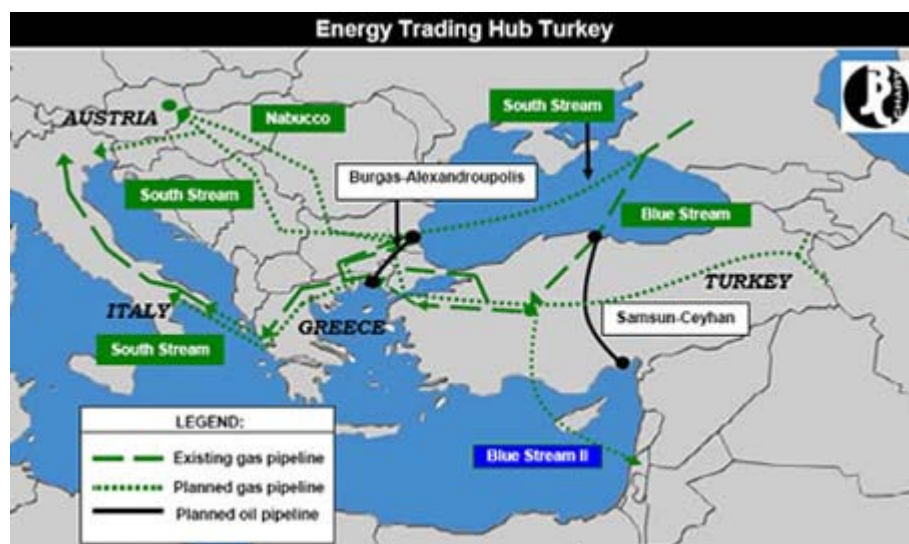 Energy Trading Hub Turkey
CHART
South Stream
AUSTRIA
Nabucco
Burgas-Alexandroupolis
South Stream
Blue Stream
TURKEY
ITALY
GREECE
Samsun-Ceyhan
South Stream
LEGEND:
Existing gas pipeline
Planned gas pipeline
Planned oil pipeline
Blue Stream II